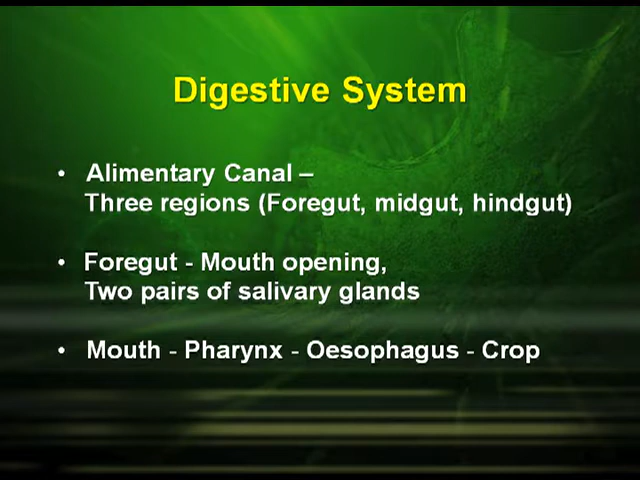 Digestive System
• Alimentary Canal –
Three regions (Foregut, midgut, hindgut)
• Foregut - Mouth opening,
Two pairs of salivary glands
• Mouth - Pharynx - Oesophagus - Crop